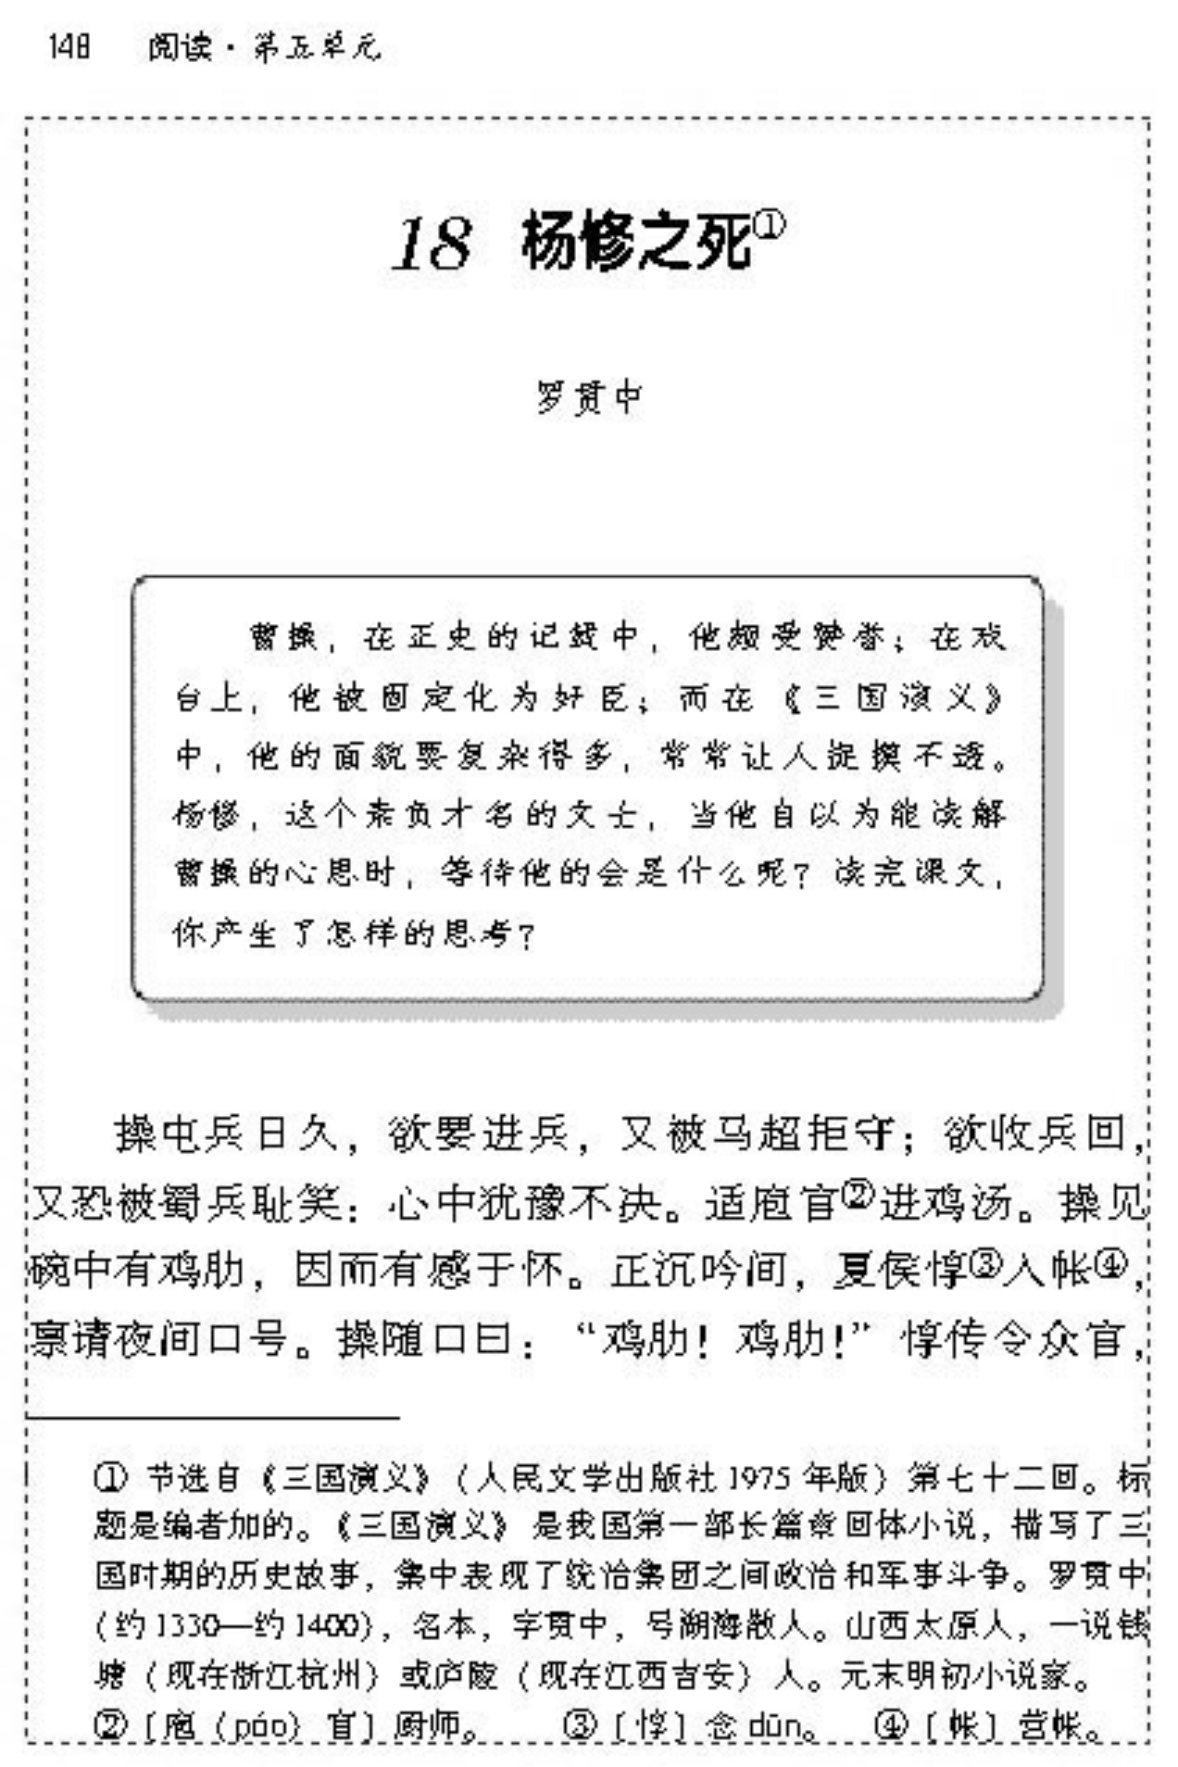 148 阅读·第五单元
18 杨修之死①
罗贯中
曹操，在正史的记载中，他颇受赞誉；在戏
台上，他被固定化为奸臣；而在《三国演义》
中，他的面貌要复杂得多，常常让人捉摸不透。
杨修，这个素负才名的文士，当他自以为能读解
曹操的心思时，等待他的会是什么呢？读完课文，
你产生了怎样的思考？
操屯兵日久，欲要进兵，又被马超拒守；欲收兵回，
又恐被蜀兵耻笑：心中犹豫不决。适庖官②进鸡汤。操见
碗中有鸡肋，因而有感于怀。正沉吟间，夏侯惇③入帐④，
禀请夜间口号。操随口曰：“鸡肋！鸡肋！”惇传令众官，
① 节选自《三国演义》（人民文学出版社1975年版）第七十二回。标
题是编者加的。《三国演义》是我国第一部长篇章回体小说，描写了三
国时期的历史故事，集中表现了统治集团之间政治和军事斗争。罗贯中
（约1330—约1400），名本，字贯中，号湖海散人。山西太原人，一说钱
塘（现在浙江杭州）或庐陵（现在江西吉安）人。元末明初小说家。
②〔庖（páo）官〕厨师。 ③〔惇〕念dūn。 ④〔帐〕营帐。